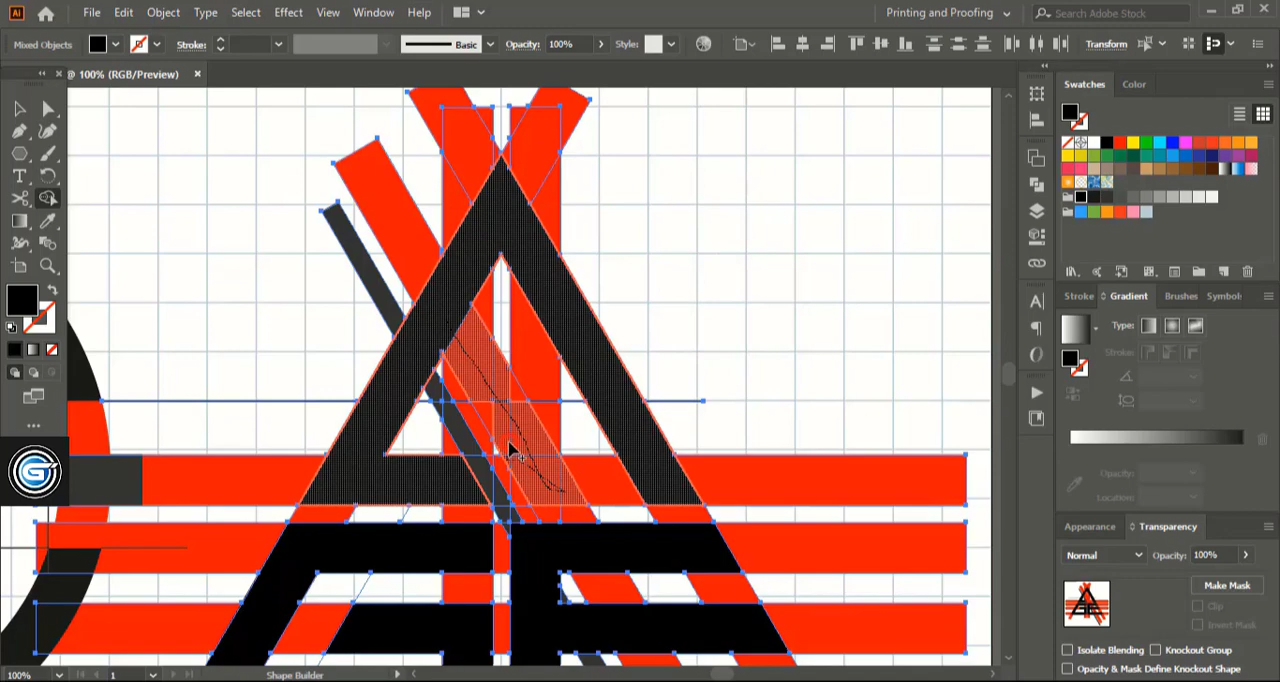 Ai File Edit Object Type Select Effect View Window Help Printing and Proofing Search Adobe Stock
Mixed Objects Stroke: Basic Opacity: 100% Style: Transform
@ 100% (RGB/Preview) ×
Swatches Color
Stroke Gradient Brushes Symbol:
Type:
Stroke:
Opacity:
Location:
Appearance Transparency
Normal Opacity: 100%
Make Mask
Clip
Invert Mask
Isolate Blending Knockout Group
Opacity & Mask Define Knockout Shape
100% 1 Shape Builder